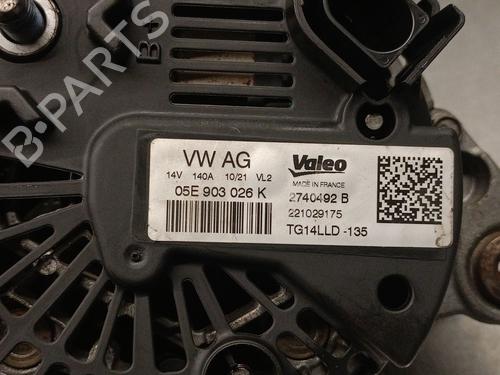 B+
B-PARTS
VW AG
14V 140A 10/21 VL2
05E 903 026 K
Valeo
MADE IN FRANCE
2740492 B
221029175
TG14LLD -135